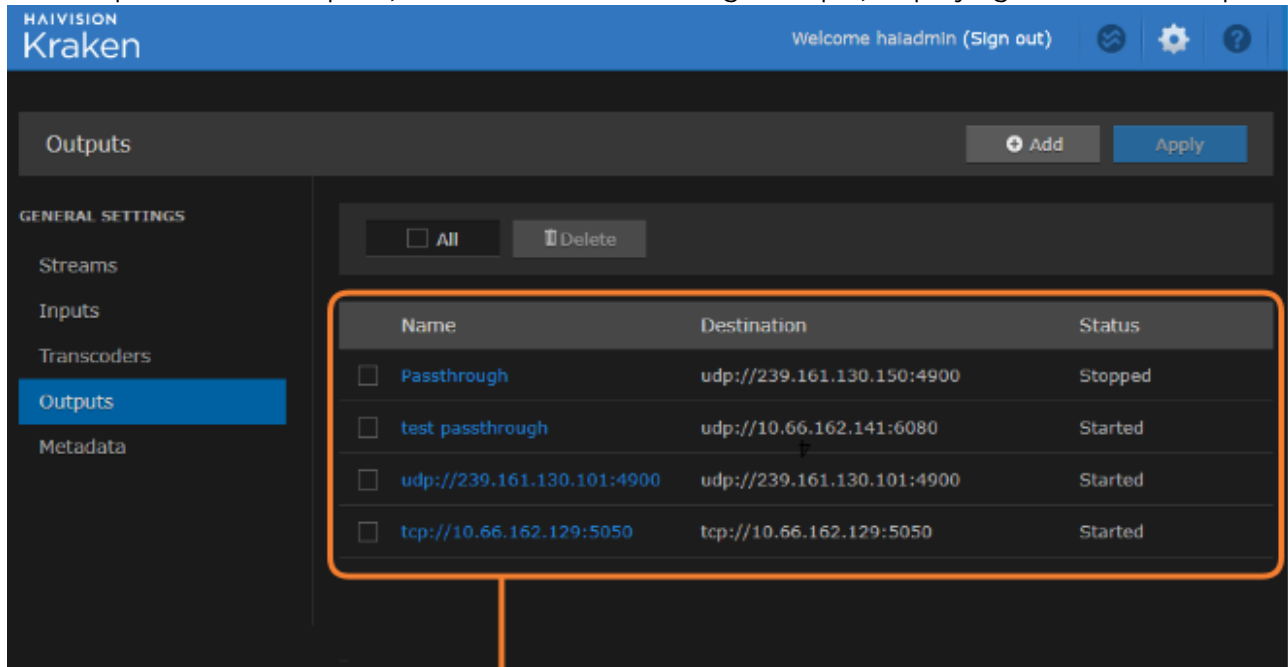 HAIVISION
Kraken
Welcome haiadmin (Sign out)
Outputs
Add
Apply
GENERAL SETTINGS
Streams
Inputs
Transcoders
Outputs
Metadata
All
Delete
Name Destination Status
Passthrough udp://239.161.130.150:4900 Stopped
test passthrough udp://10.66.162.141:6080 Started
udp://239.161.130.101:4900 udp://239.161.130.101:4900 Started
tcp://10.66.162.129:5050 tcp://10.66.162.129:5050 Started